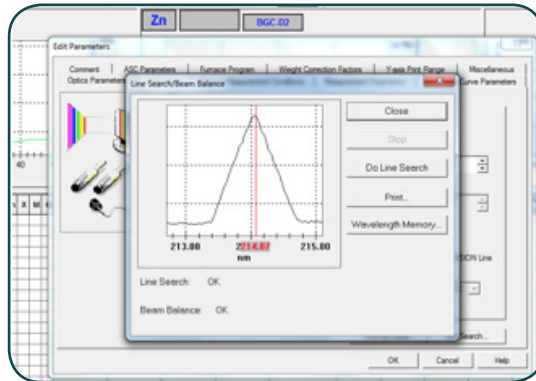 Zn
BGC-D2
Edit Parameters
Comment
ASC Parameters
Furnace Program
Weight Correction Factors
Y-axis Print Range
Miscellaneous
Optics Parameters
Curve Parameters
Line Search/Beam Balance
Close
Stop
Do Line Search
Print...
Wavelength Memory...
213.00
214.07
215.00
nm
Line Search: OK
Beam Balance: OK
40
Line
Search...
OK
Cancel
Help